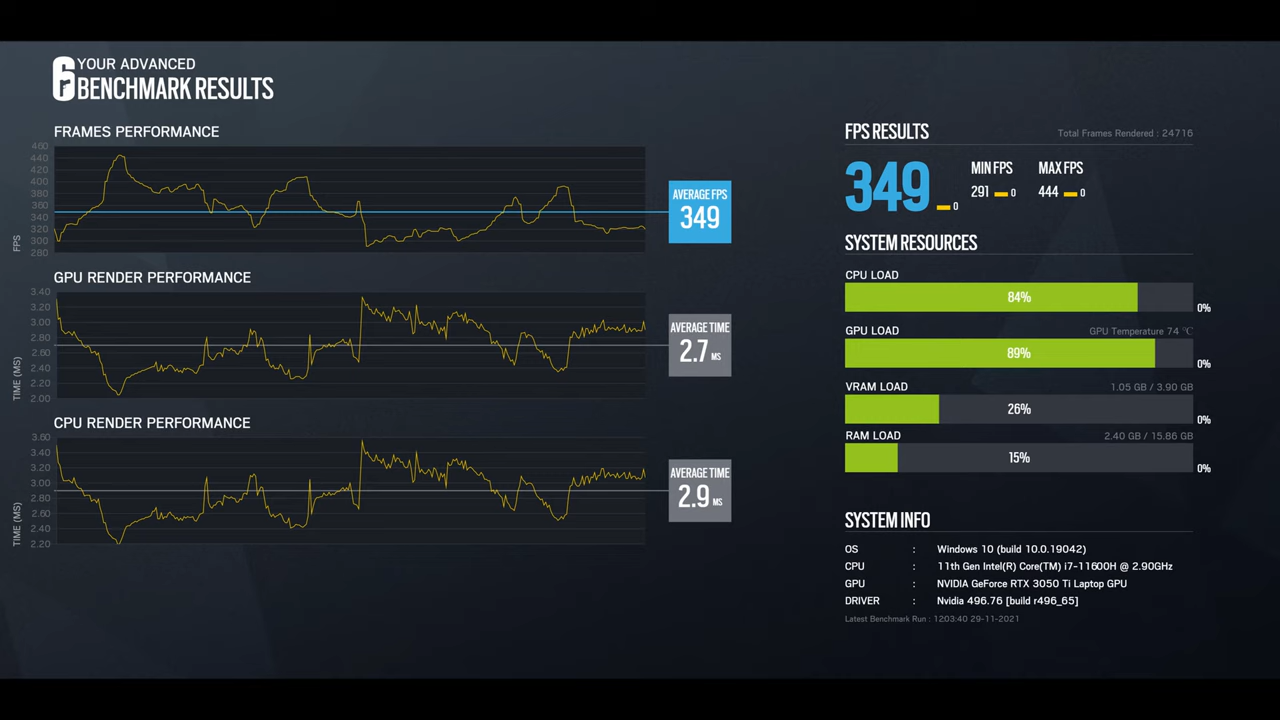 6 YOUR ADVANCED
BENCHMARK RESULTS
FRAMES PERFORMANCE
460
440
420
400
380
360
340
320
300
280
FPS
AVERAGE FPS
349
GPU RENDER PERFORMANCE
3.40
3.20
3.00
2.80
2.60
2.40
2.20
2.00
TIME (MS)
AVERAGE TIME
2.7 MS
CPU RENDER PERFORMANCE
3.60
3.40
3.20
3.00
2.80
2.60
2.40
2.20
TIME (MS)
AVERAGE TIME
2.9 MS
FPS RESULTS
Total Frames Rendered : 24716
349 0
MIN FPS
291 0
MAX FPS
444 0
SYSTEM RESOURCES
CPU LOAD
84%
0%
GPU LOAD
GPU Temperature 74 °C
89%
0%
VRAM LOAD
1.05 GB / 3.90 GB
26%
0%
RAM LOAD
2.40 GB / 15.86 GB
15%
0%
SYSTEM INFO
OS : Windows 10 (build 10.0.19042)
CPU : 11th Gen Intel(R) Core(TM) i7-11600H @ 2.90GHz
GPU : NVIDIA GeForce RTX 3050 Ti Laptop GPU
DRIVER : Nvidia 496.76 [build r496_65]
Latest Benchmark Run : 12:03:40 29-11-2021